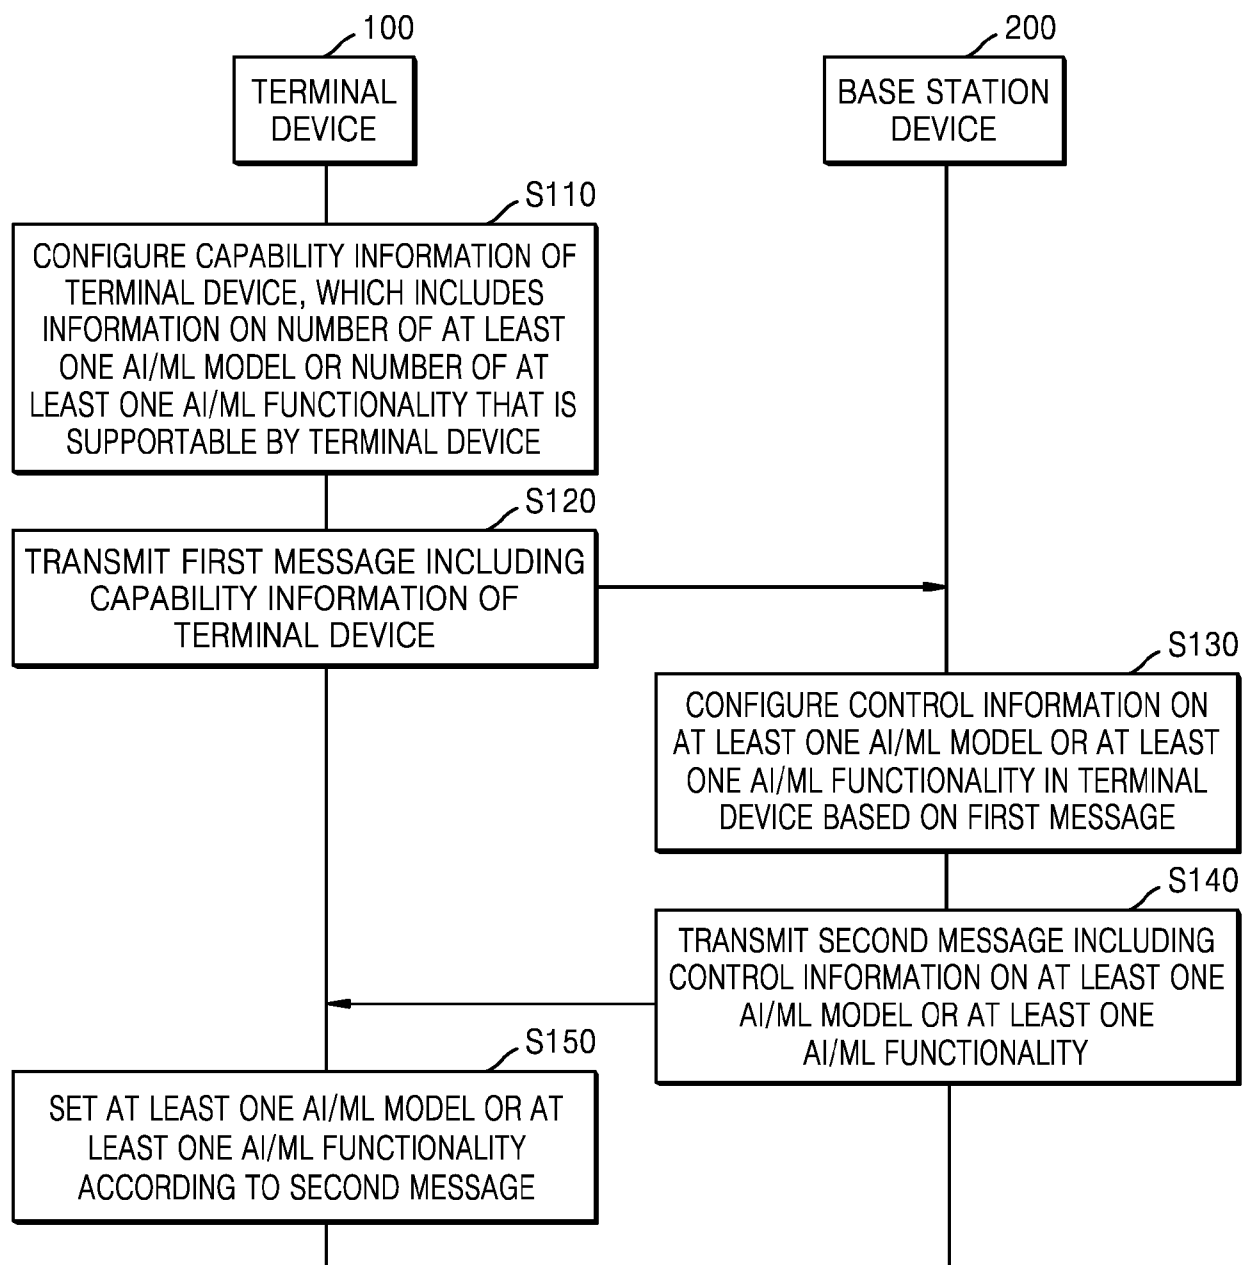 100
TERMINAL
DEVICE
200
BASE STATION
DEVICE
S110
CONFIGURE CAPABILITY INFORMATION OF
TERMINAL DEVICE, WHICH INCLUDES
INFORMATION ON NUMBER OF AT LEAST
ONE AI/ML MODEL OR NUMBER OF AT
LEAST ONE AI/ML FUNCTIONALITY THAT IS
SUPPORTABLE BY TERMINAL DEVICE
S120
TRANSMIT FIRST MESSAGE INCLUDING
CAPABILITY INFORMATION OF
TERMINAL DEVICE
S130
CONFIGURE CONTROL INFORMATION ON
AT LEAST ONE AI/ML MODEL OR AT LEAST
ONE AI/ML FUNCTIONALITY IN TERMINAL
DEVICE BASED ON FIRST MESSAGE
S140
TRANSMIT SECOND MESSAGE INCLUDING
CONTROL INFORMATION ON AT LEAST ONE
AI/ML MODEL OR AT LEAST ONE
AI/ML FUNCTIONALITY
S150
SET AT LEAST ONE AI/ML MODEL OR AT
LEAST ONE AI/ML FUNCTIONALITY
ACCORDING TO SECOND MESSAGE